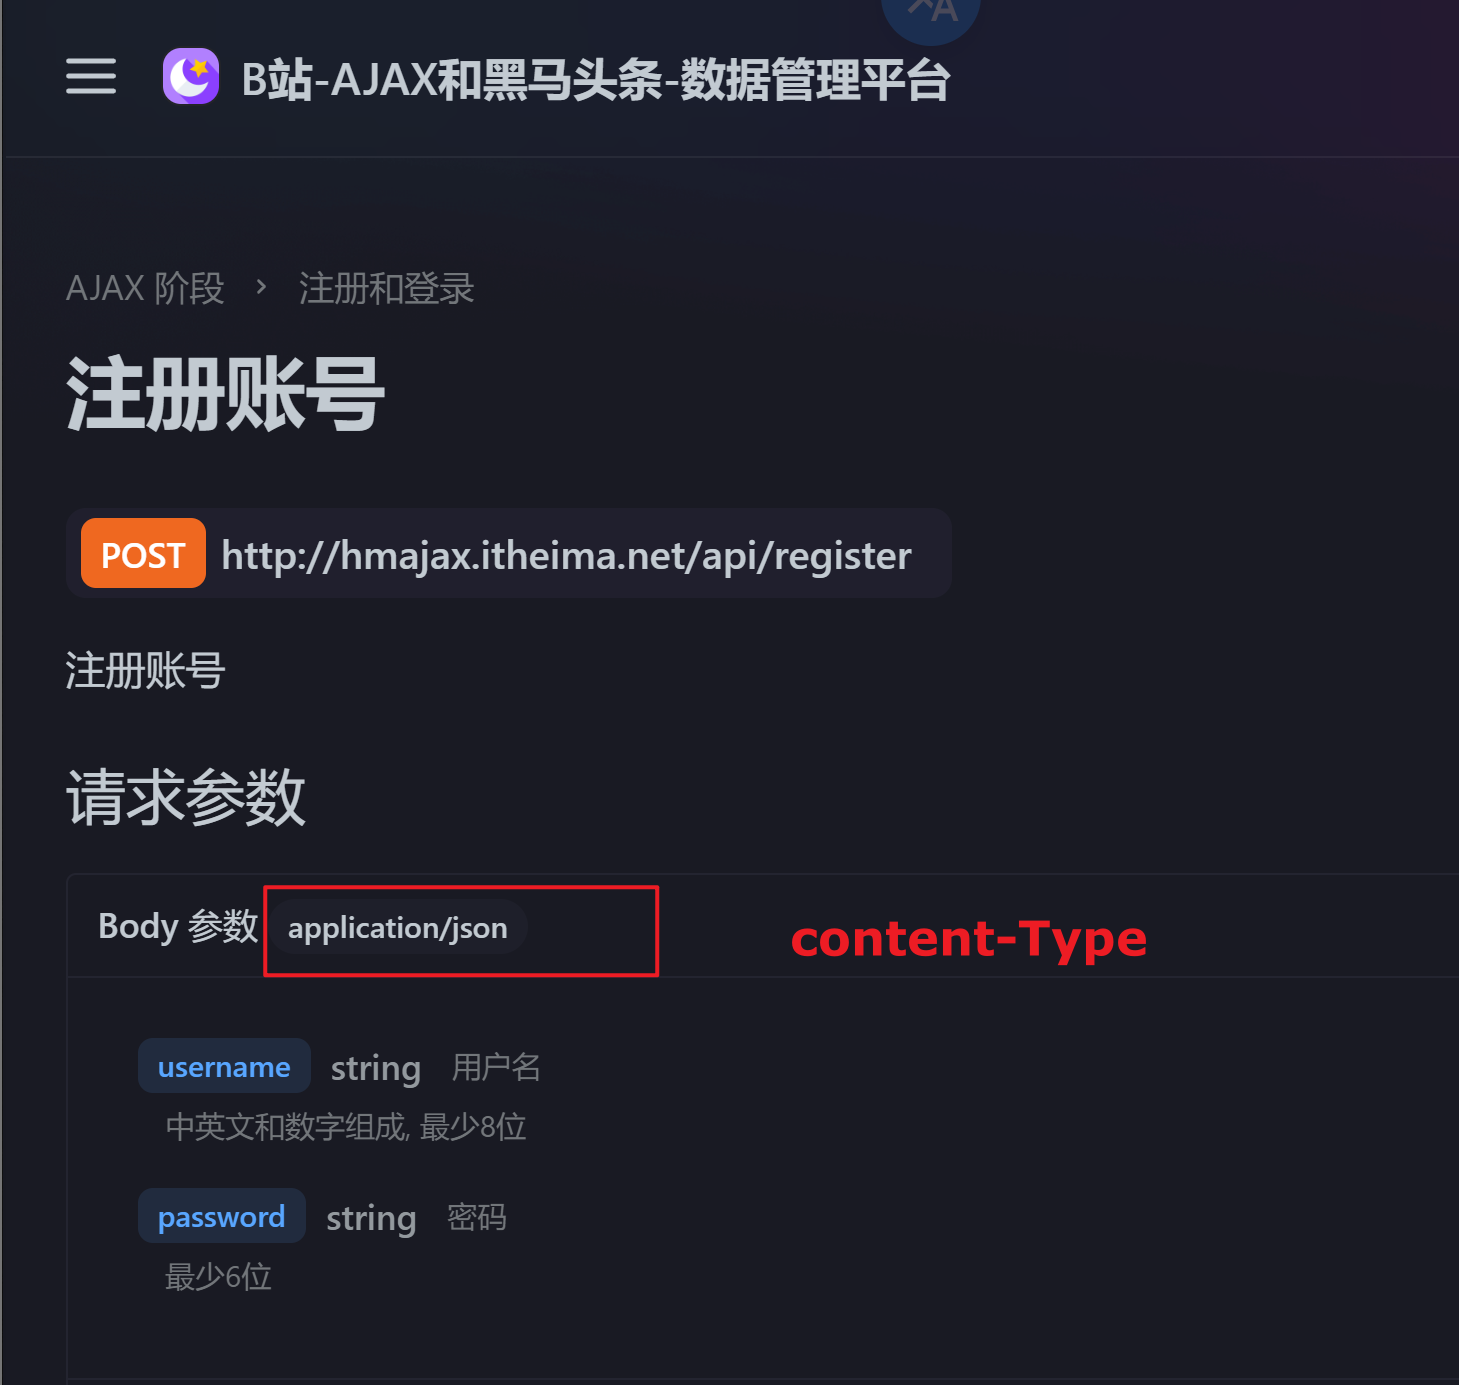 B站-AJAX和黑马头条-数据管理平台
AJAX 阶段 › 注册和登录
注册账号
POST http://hmajax.itheima.net/api/register
注册账号
请求参数
Body 参数 application/json content-Type
username string 用户名
中英文和数字组成, 最少8位
password string 密码
最少6位